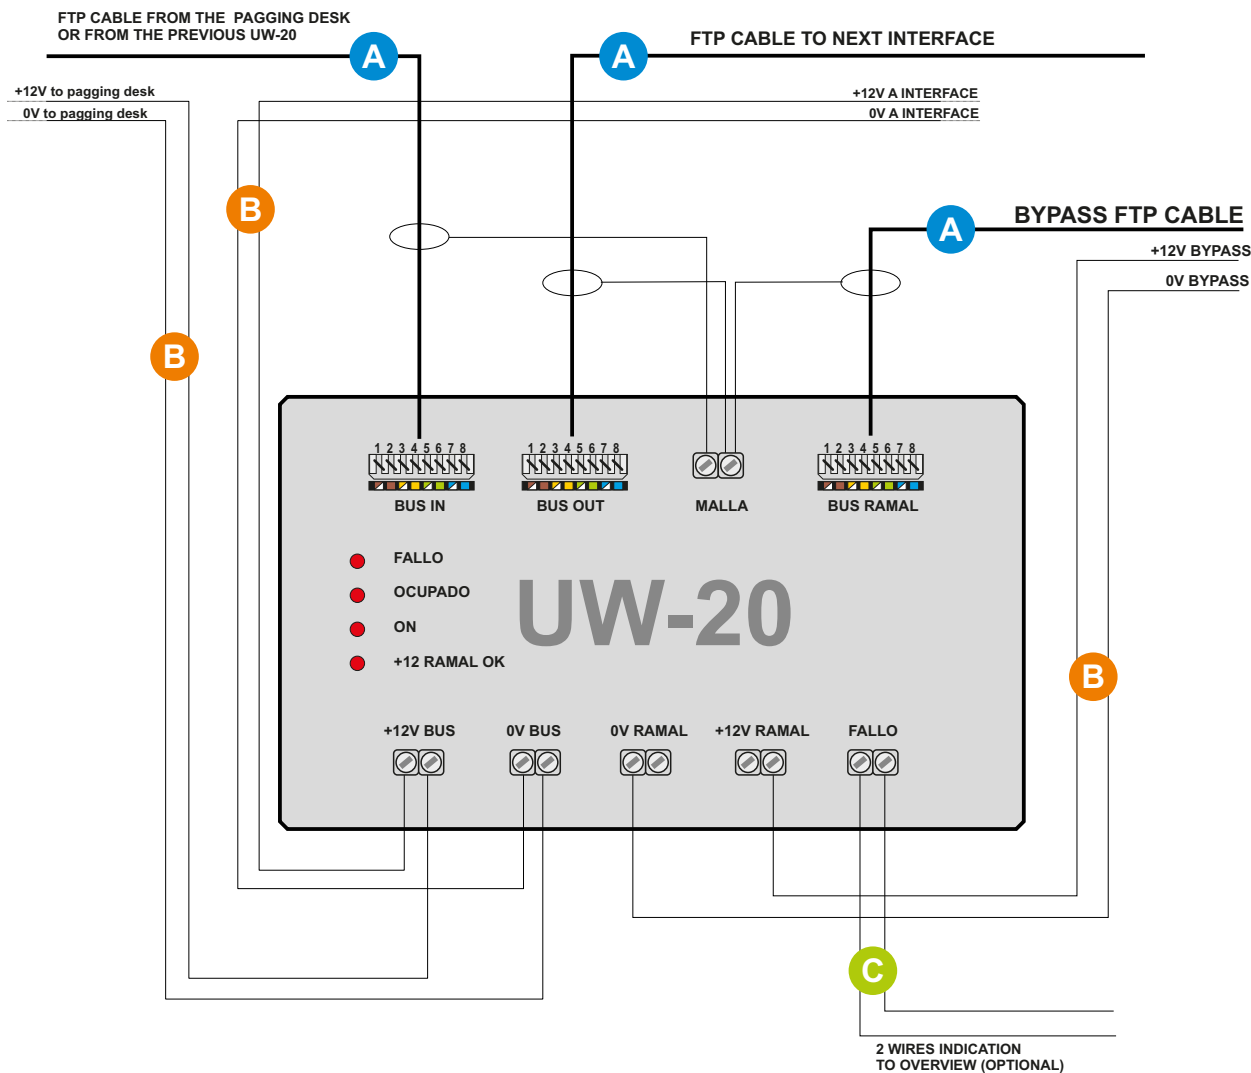 FTP CABLE FROM THE PAGGING DESK
OR FROM THE PREVIOUS UW-20
A
A
FTP CABLE TO NEXT INTERFACE
+12V to pagging desk
+12V A INTERFACE
0V to pagging desk
0V A INTERFACE
B
A
BYPASS FTP CABLE
+12V BYPASS
0V BYPASS
B
1 2 3 4 5 6 7 8
1 2 3 4 5 6 7 8
1 2 3 4 5 6 7 8
BUS IN
BUS OUT
MALLA
BUS RAMAL
FALLO
OCUPADO
ON
+12 RAMAL OK
UW-20
B
+12V BUS
0V BUS
0V RAMAL
+12V RAMAL
FALLO
C
2 WIRES INDICATION
TO OVERVIEW (OPTIONAL)